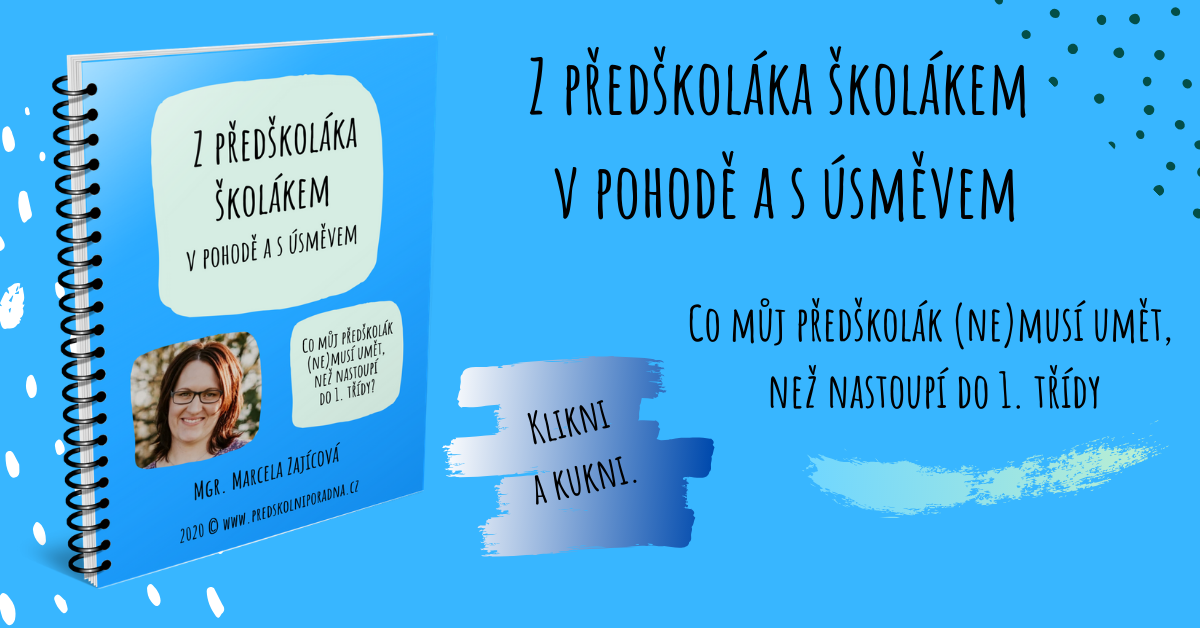 Z předškoláka
školákem
v pohodě a s úsměvem
Co můj předškolák
(ne)musí umět,
než nastoupí
do 1. třídy?
Mgr. Marcela Zajícová
2020 © www.predskolniporadna.cz
Z předškoláka školákem
v pohodě a s úsměvem
Co můj předškolák (ne)musí umět,
než nastoupí do 1. třídy
Klikni
a kukni.